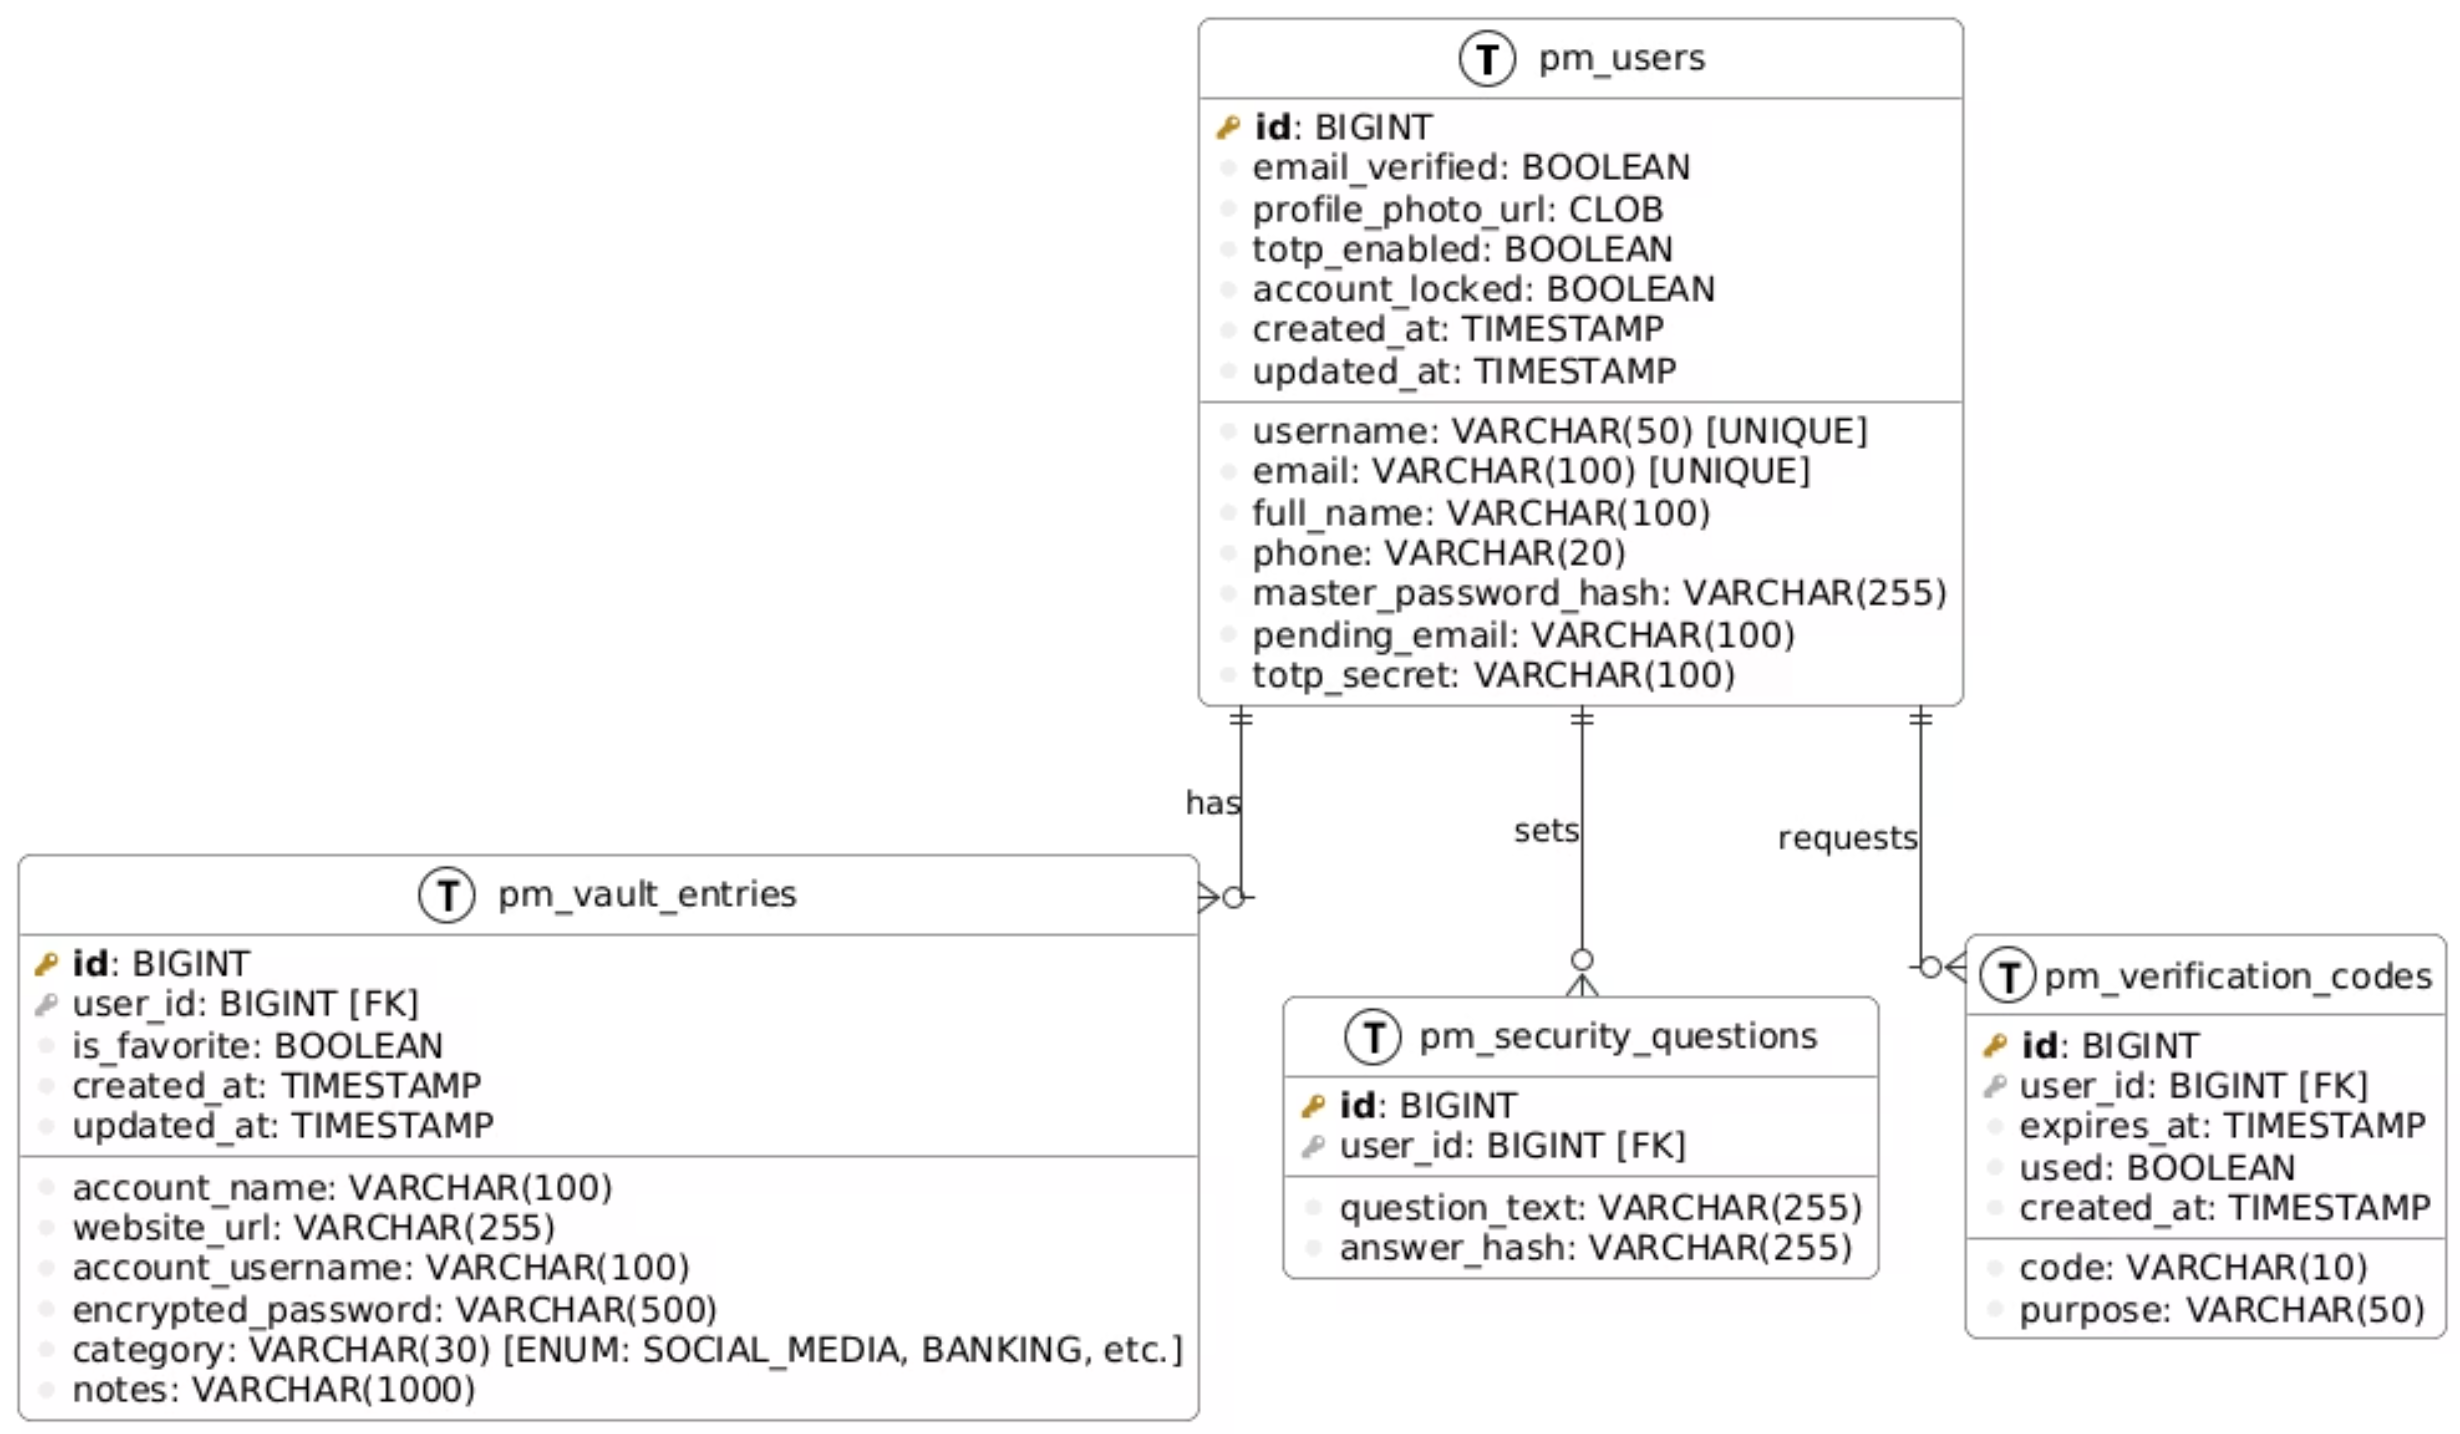 T pm_users
id: BIGINT
email_verified: BOOLEAN
profile_photo_url: CLOB
totp_enabled: BOOLEAN
account_locked: BOOLEAN
created_at: TIMESTAMP
updated_at: TIMESTAMP
username: VARCHAR(50) [UNIQUE]
email: VARCHAR(100) [UNIQUE]
full_name: VARCHAR(100)
phone: VARCHAR(20)
master_password_hash: VARCHAR(255)
pending_email: VARCHAR(100)
totp_secret: VARCHAR(100)
has
sets
requests
T pm_vault_entries
id: BIGINT
user_id: BIGINT [FK]
is_favorite: BOOLEAN
created_at: TIMESTAMP
updated_at: TIMESTAMP
account_name: VARCHAR(100)
website_url: VARCHAR(255)
account_username: VARCHAR(100)
encrypted_password: VARCHAR(500)
category: VARCHAR(30) [ENUM: SOCIAL_MEDIA, BANKING, etc.]
notes: VARCHAR(1000)
T pm_security_questions
id: BIGINT
user_id: BIGINT [FK]
question_text: VARCHAR(255)
answer_hash: VARCHAR(255)
T pm_verification_codes
id: BIGINT
user_id: BIGINT [FK]
expires_at: TIMESTAMP
used: BOOLEAN
created_at: TIMESTAMP
code: VARCHAR(10)
purpose: VARCHAR(50)